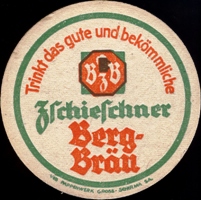 Trinkt das gute und bekömmliche
BZB
Zschieschner
Berg-
Bräu